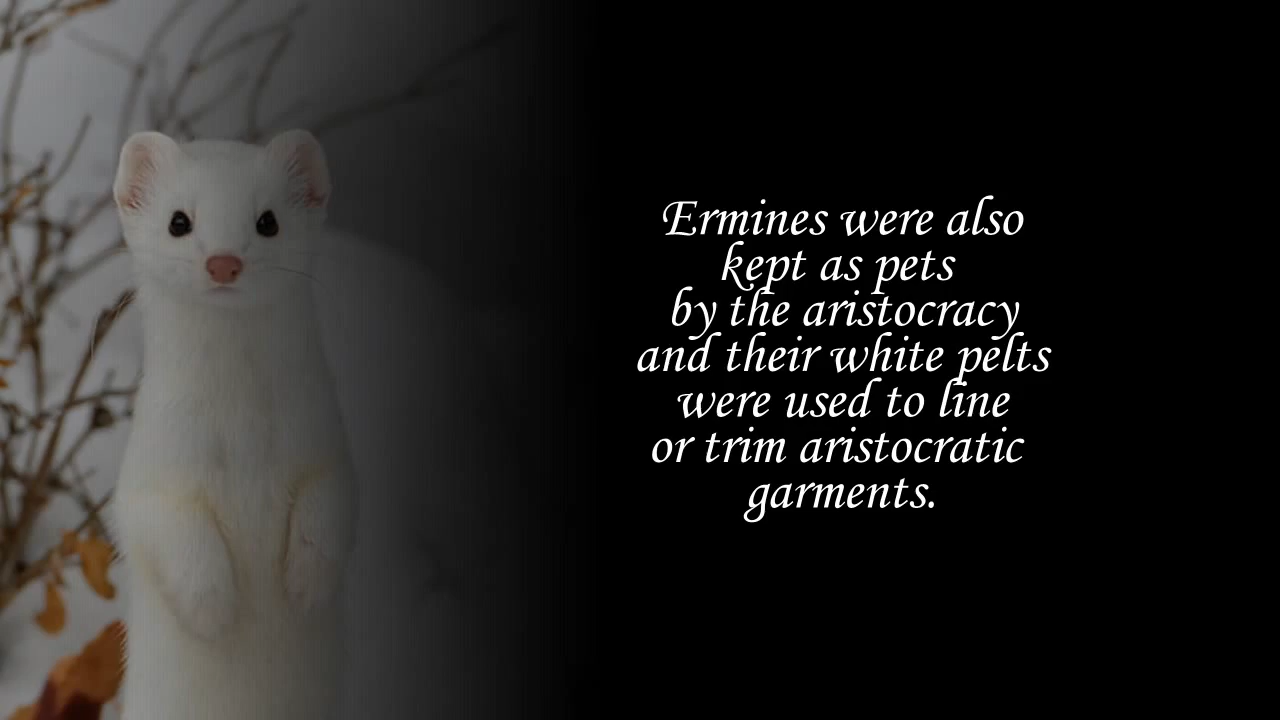 Ermines were also
kept as pets
by the aristocracy
and their white pelts
were used to line
or trim aristocratic
garments.